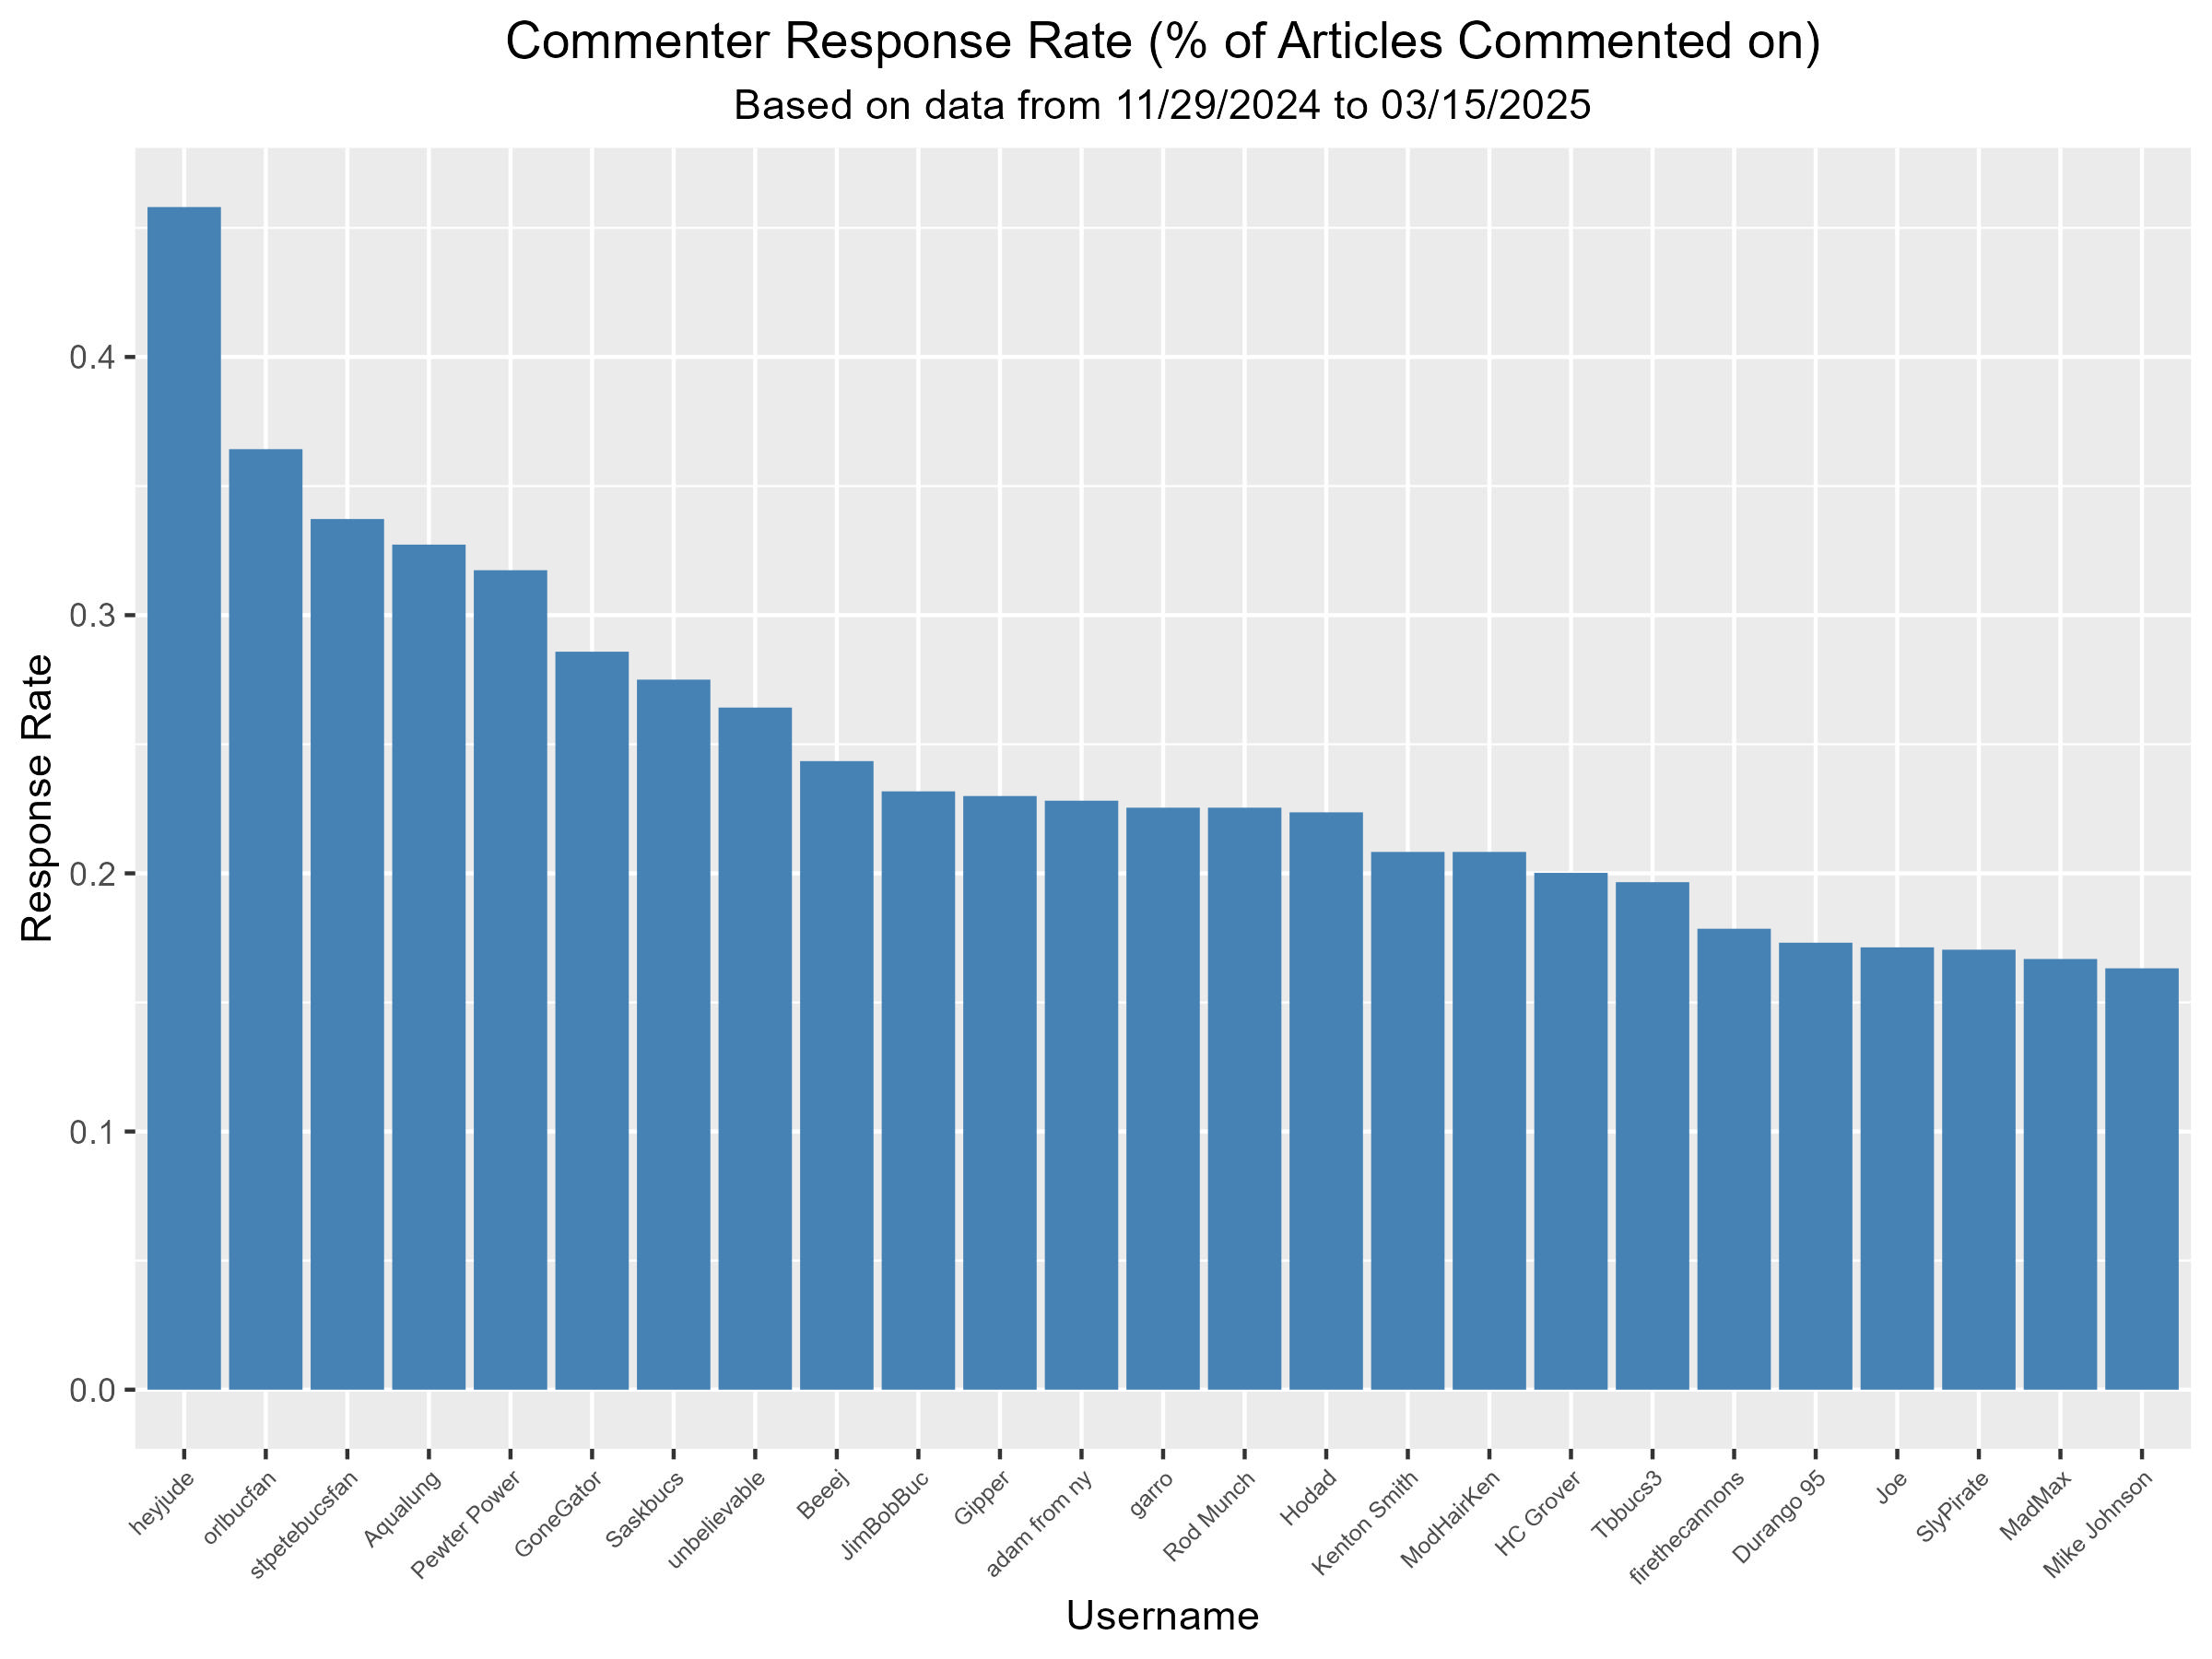 Commenter Response Rate (% of Articles Commented on)
Based on data from 11/29/2024 to 03/15/2025
Response Rate
0.4
0.3
0.2
0.1
0.0
heyjude
orlbucfan
stpetebucsfan
Aqualung
Pewter Power
GoneGator
Saskbucs
unbelievable
Beeej
JimBobBuc
Gipper
adam from ny
garro
Rod Munch
Hodad
Kenton Smith
ModHairKen
HC Grover
Tbbucs3
firethecannons
Durango 95
Joe
SlyPirate
MadMax
Mike Johnson
Username